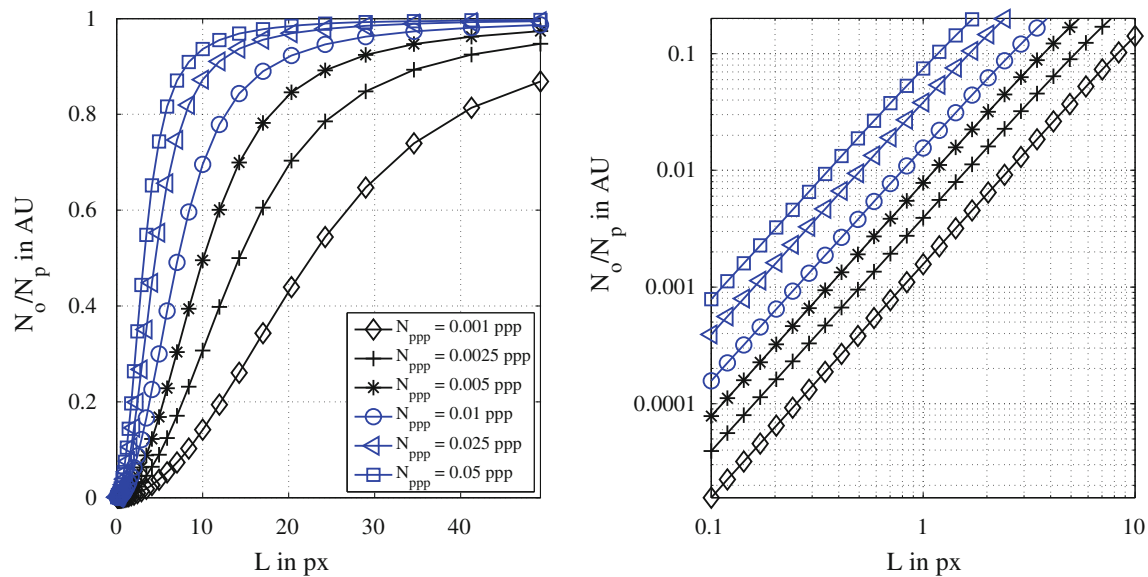 1
0.8
0.6
0.4
0.2
0
0
10
20
30
40
N_o/N_p in AU
L in px
N_ppp = 0.001 ppp
N_ppp = 0.0025 ppp
N_ppp = 0.005 ppp
N_ppp = 0.01 ppp
N_ppp = 0.025 ppp
N_ppp = 0.05 ppp
0.1
0.01
0.001
0.0001
0.1
1
10
N_o/N_p in AU
L in px